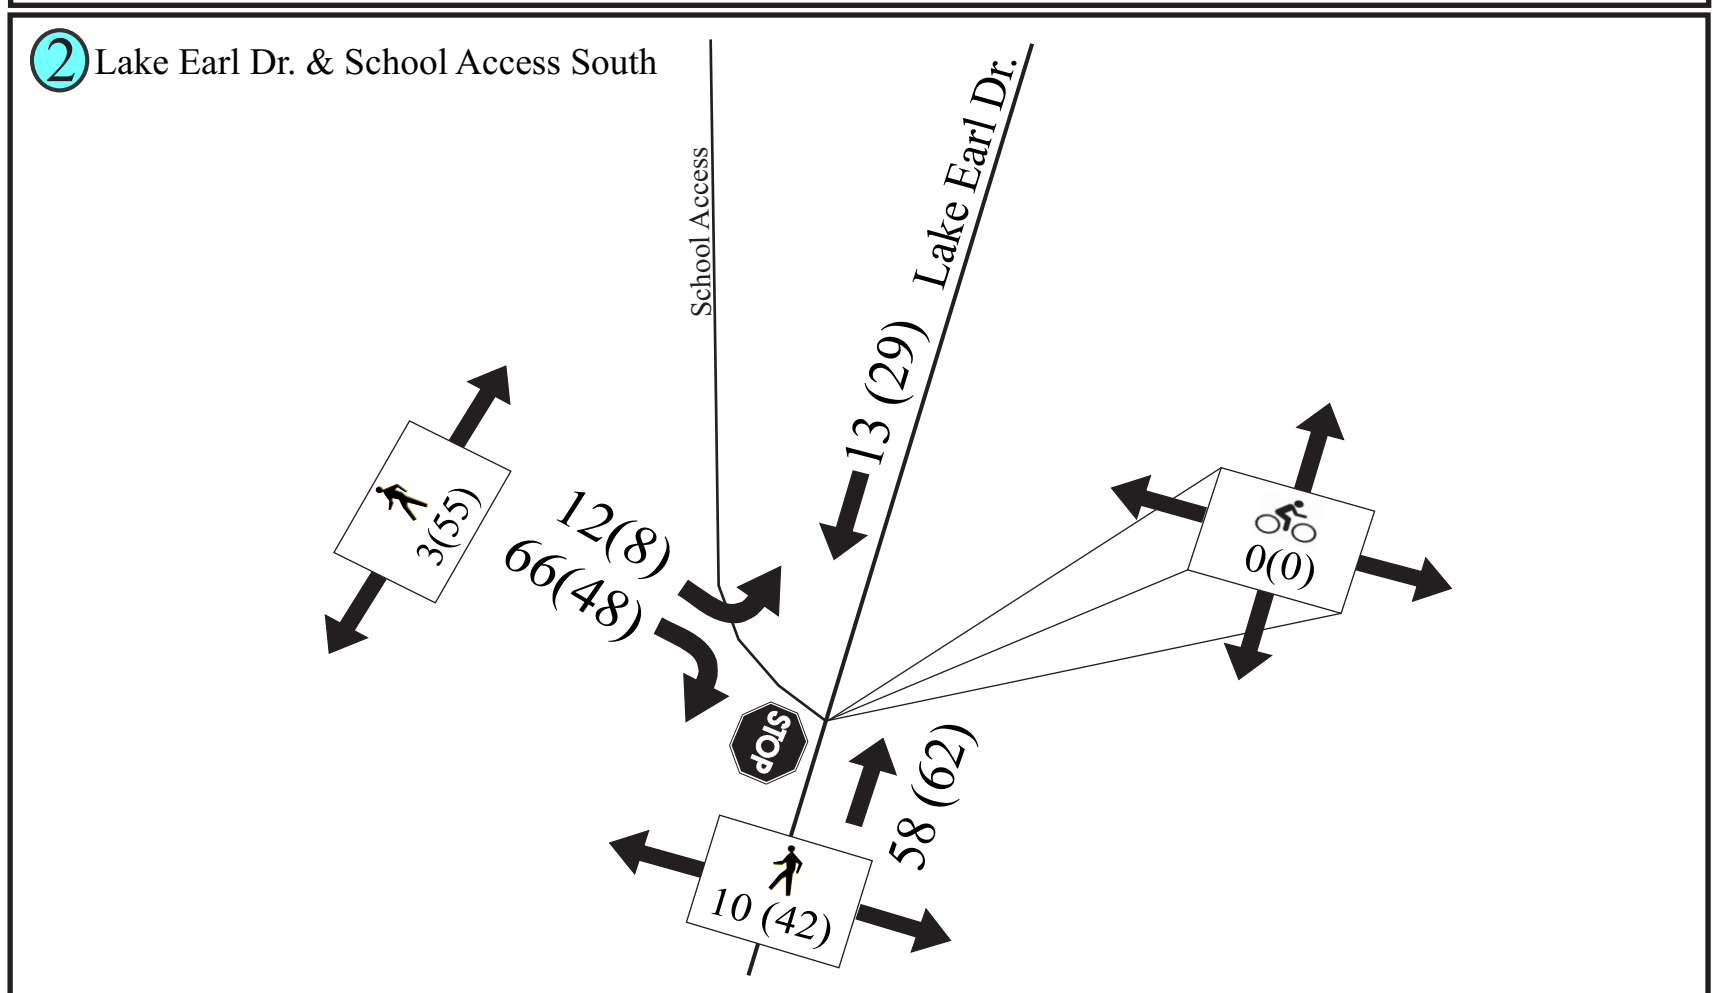 2 Lake Earl Dr. & School Access South
School Access
Lake Earl Dr.
13 (29)
3(55)
12(8)
66(48)
0(0)
STOP
58 (62)
10 (42)